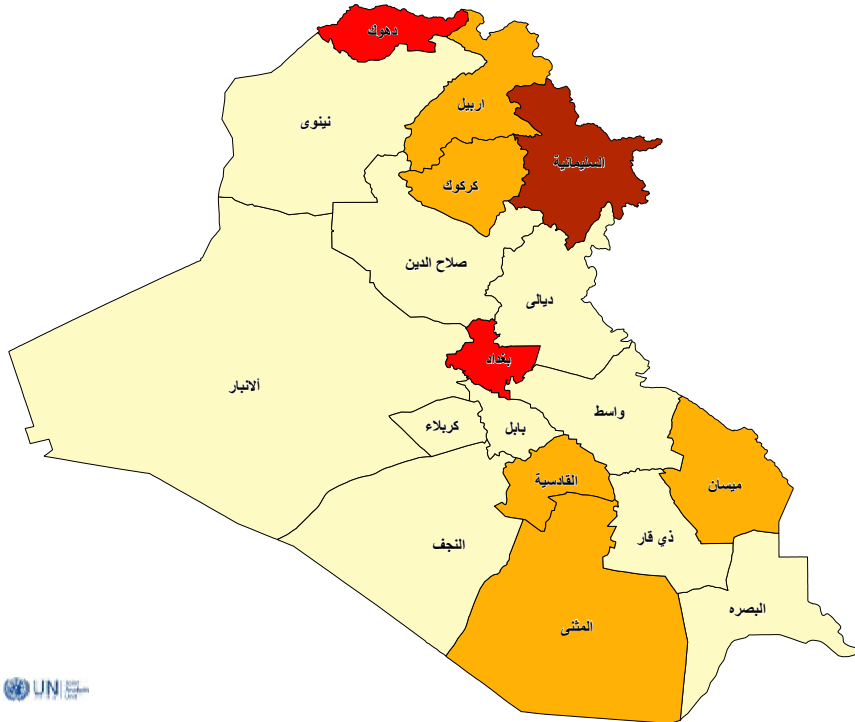 دهوك
اربيل
نينوى
السليمانية
كركوك
صلاح الدين
ديالى
بغداد
ألانبار
واسط
كربلاء
بابل
القادسية
ميسان
النجف
ذي قار
البصره
المثنى
UN